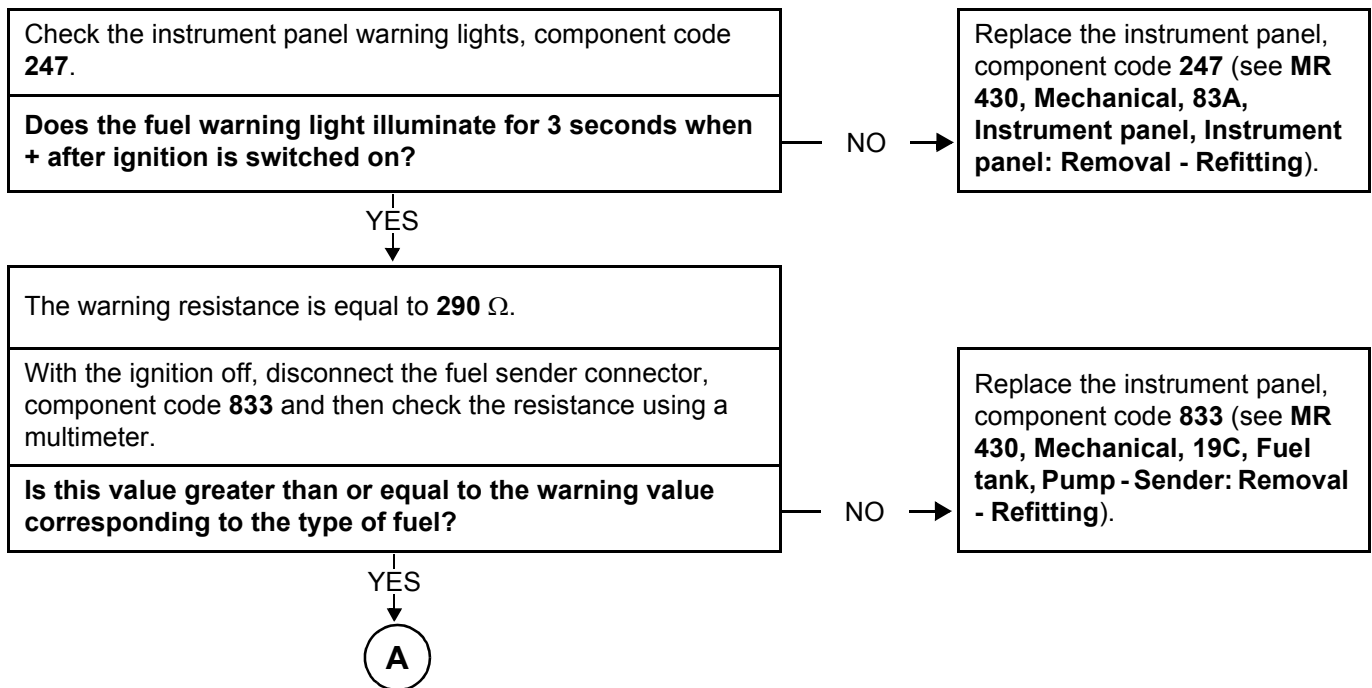 Check the instrument panel warning lights, component code
247.
Does the fuel warning light illuminate for 3 seconds when
+ after ignition is switched on?
NO
Replace the instrument panel,
component code 247 (see MR
430, Mechanical, 83A,
Instrument panel, Instrument
panel: Removal - Refitting).
YES
The warning resistance is equal to 290 Ω.
With the ignition off, disconnect the fuel sender connector,
component code 833 and then check the resistance using a
multimeter.
Is this value greater than or equal to the warning value
corresponding to the type of fuel?
NO
Replace the instrument panel,
component code 833 (see MR
430, Mechanical, 19C, Fuel
tank, Pump - Sender: Removal
- Refitting).
YES
A